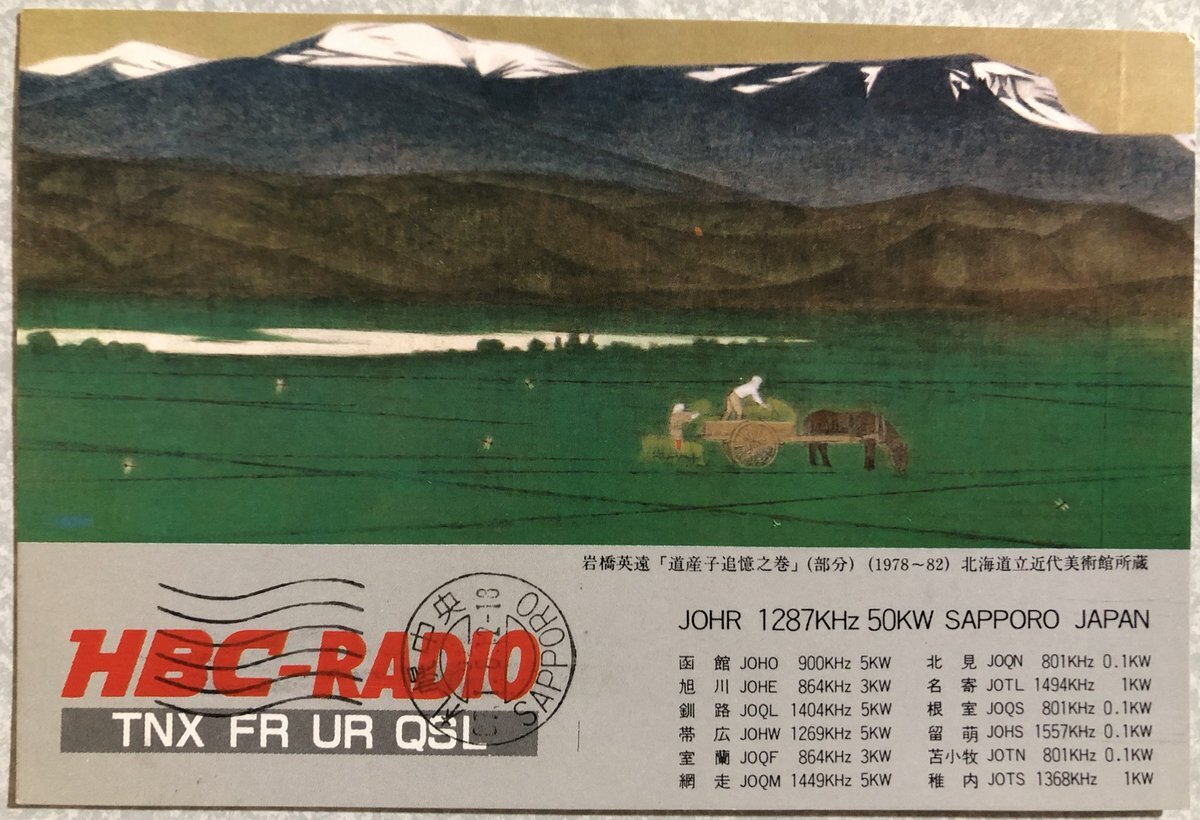 岩橋英遠「道産子追憶之巻」(部分) (1978～82) 北海道立近代美術館所蔵
HBC-RADIO
TNX FR UR QSL
中央
SAPPORO
JOHR 1287KHz 50KW SAPPORO JAPAN
函館 JOHO 900KHz 5KW
旭川 JOHE 864KHz 3KW
釧路 JOQL 1404KHz 5KW
帯広 JOHW 1269KHz 5KW
室蘭 JOQF 864KHz 3KW
網走 JOQM 1449KHz 5KW
北見 JOQN 801KHz 0.1KW
名寄 JOTL 1494KHz 1KW
根室 JOQS 801KHz 0.1KW
留萌 JOHS 1557KHz 0.1KW
苫小牧 JOTN 801KHz 0.1KW
稚内 JOTS 1368KHz 1KW